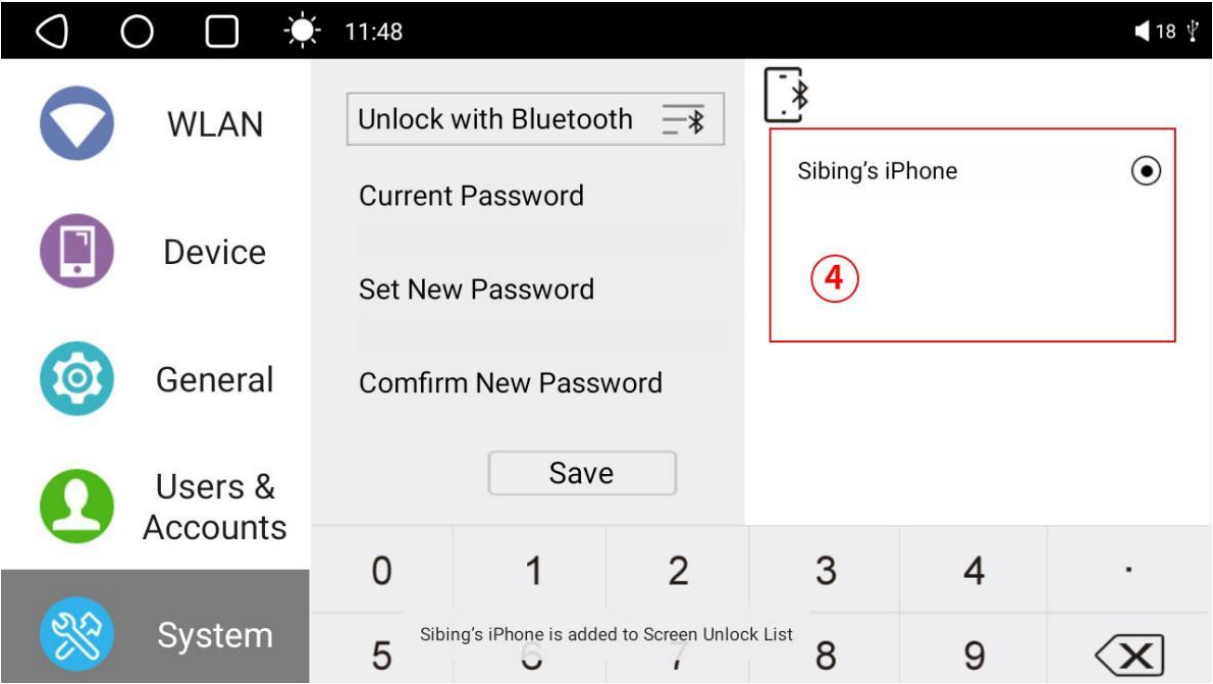 11:48
18
WLAN
Device
General
Users &
Accounts
System
Unlock with Bluetooth
Current Password
Set New Password
Comfirm New Password
Save
Sibing's iPhone
4
0 1 2 3 4 .
5 6 7 8 9
Sibing's iPhone is added to Screen Unlock List